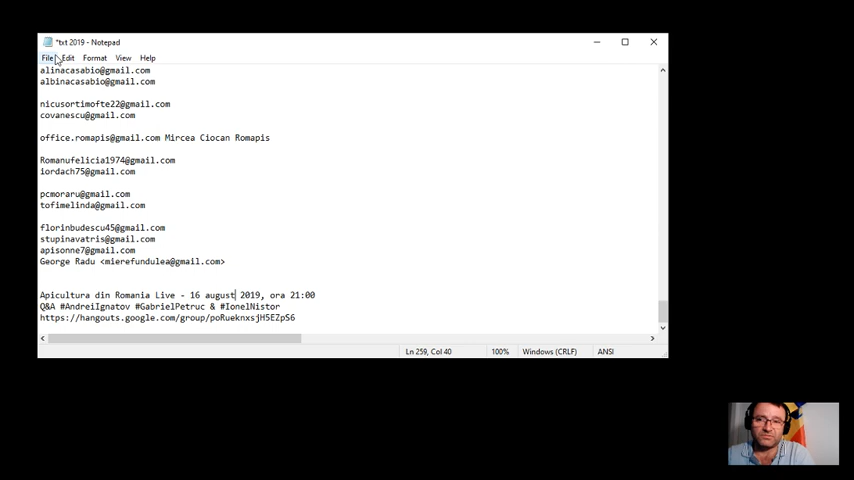 *txt 2019 - Notepad
File Edit Format View Help
alinacasabio@gmail.com
albinacasabio@gmail.com
nicusortimofte22@gmail.com
covanescu@gmail.com
office.romapis@gmail.com Mircea Ciocan Romapis
Romanufelicia1974@gmail.com
iordach75@gmail.com
pcmoraru@gmail.com
tofimelinda@gmail.com
florinbudescu45@gmail.com
stupinavatris@gmail.com
apisonne7@gmail.com
George Radu <mierefundulea@gmail.com>
Apicultura din Romania Live - 16 august 2019, ora 21:00
Q&A #AndreiIgnatov #GabrielPetruc & #IonelNistor
https://hangouts.google.com/group/poRueknxsjH5EZpS6
Ln 259, Col 40 100% Windows (CRLF) ANSI